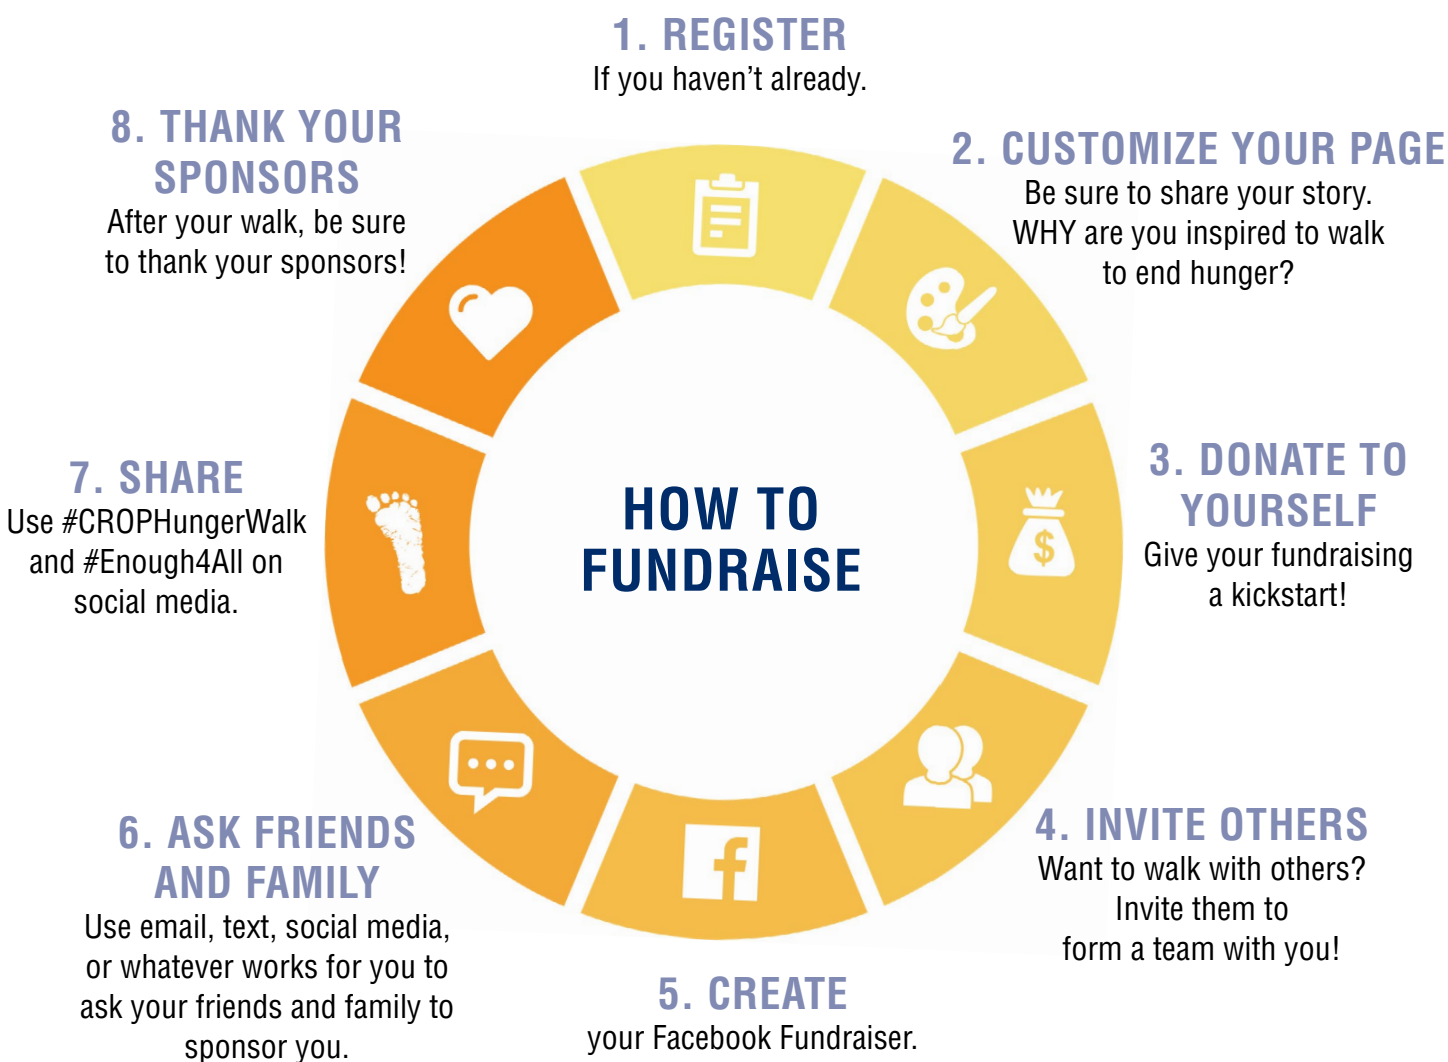 1. REGISTER
If you haven't already.
2. CUSTOMIZE YOUR PAGE
Be sure to share your story.
WHY are you inspired to walk
to end hunger?
3. DONATE TO
YOURSELF
Give your fundraising
a kickstart!
4. INVITE OTHERS
Want to walk with others?
Invite them to
form a team with you!
5. CREATE
your Facebook Fundraiser.
6. ASK FRIENDS
AND FAMILY
Use email, text, social media,
or whatever works for you to
ask your friends and family to
sponsor you.
7. SHARE
Use #CROPHungerWalk
and #Enough4All on
social media.
8. THANK YOUR
SPONSORS
After your walk, be sure
to thank your sponsors!
HOW TO
FUNDRAISE
$
f